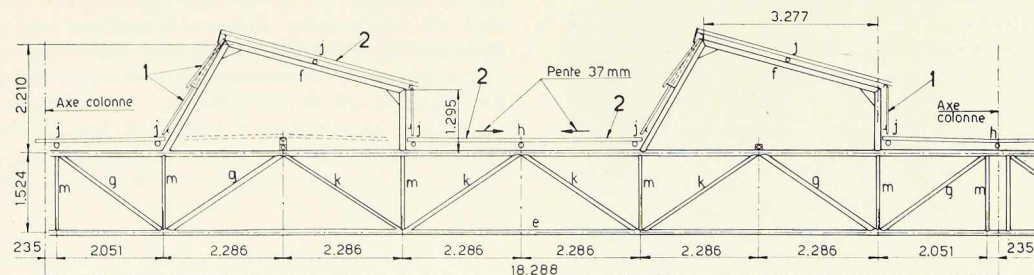 3.277
j 2 j
f f
1 1
2.210
Axe colonne
1.295
2 Pente 37 mm 2
Axe colonne
j j j h j j h
m g m g k m k k m k g m g m
1.524
e
235 2.051 2.286 2.286 2.286 2.286 2.286 2.286 2.051 235
18.288